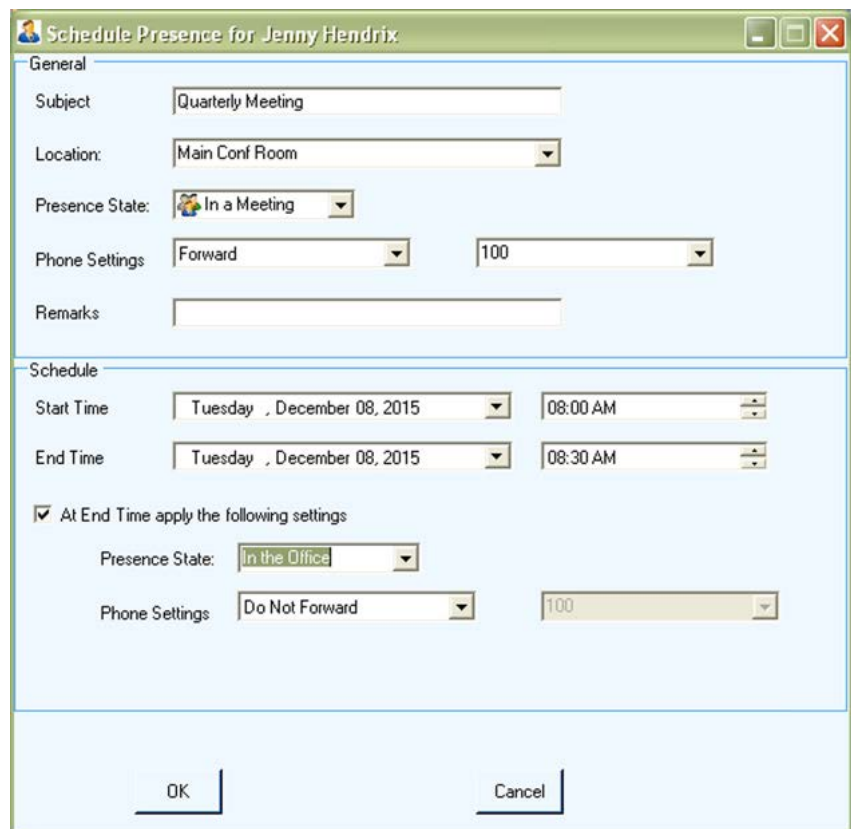 Schedule Presence for Jenny Hendrix
General
Subject Quarterly Meeting
Location: Main Conf Room
Presence State: In a Meeting
Phone Settings Forward 100
Remarks
Schedule
Start Time Tuesday , December 08, 2015 08:00 AM
End Time Tuesday , December 08, 2015 08:30 AM
At End Time apply the following settings
Presence State: In the Office
Phone Settings Do Not Forward 100
OK Cancel